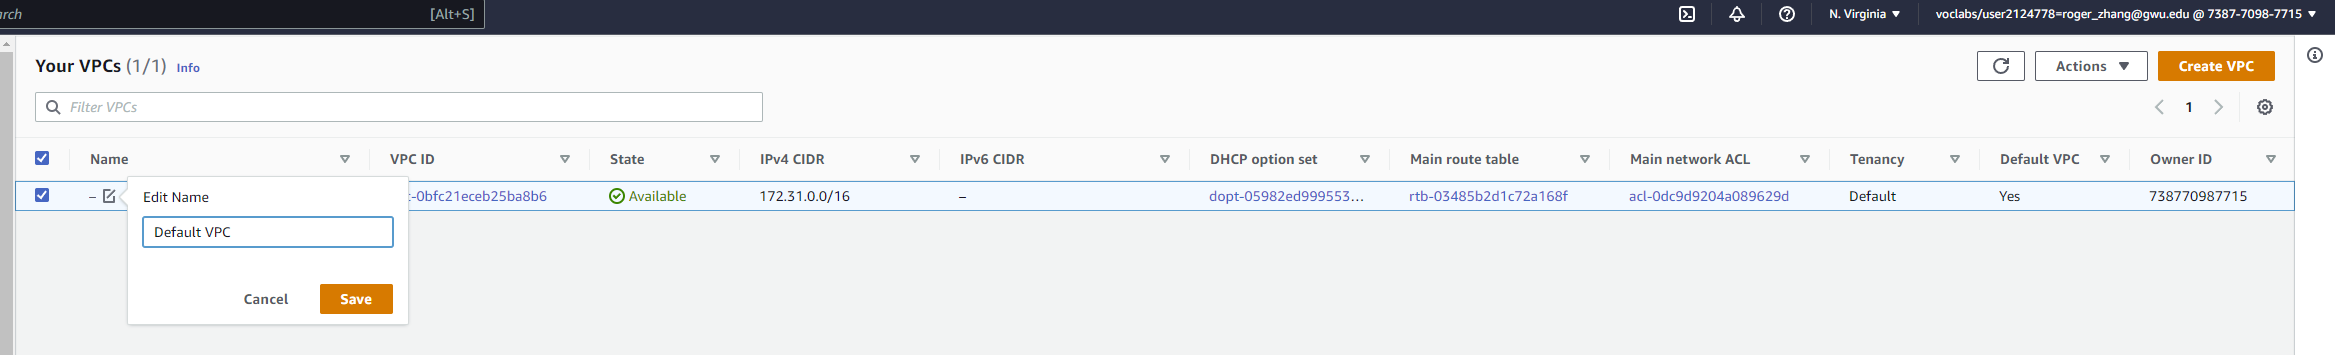 rch [Alt+S] N. Virginia ▼ voclabs/user2124778=roger_zhang@gwu.edu @ 7387-7098-7715 ▼
Your VPCs (1/1) Info Actions ▼ Create VPC
Filter VPCs 1
Name VPC ID State IPv4 CIDR IPv6 CIDR DHCP option set Main route table Main network ACL Tenancy Default VPC Owner ID
– -0bfc21eceb25ba8b6 Available 172.31.0.0/16 – dopt-05982ed999553... rtb-03485b2d1c72a168f acl-0dc9d9204a089629d Default Yes 738770987715
Edit Name
Default VPC
Cancel Save